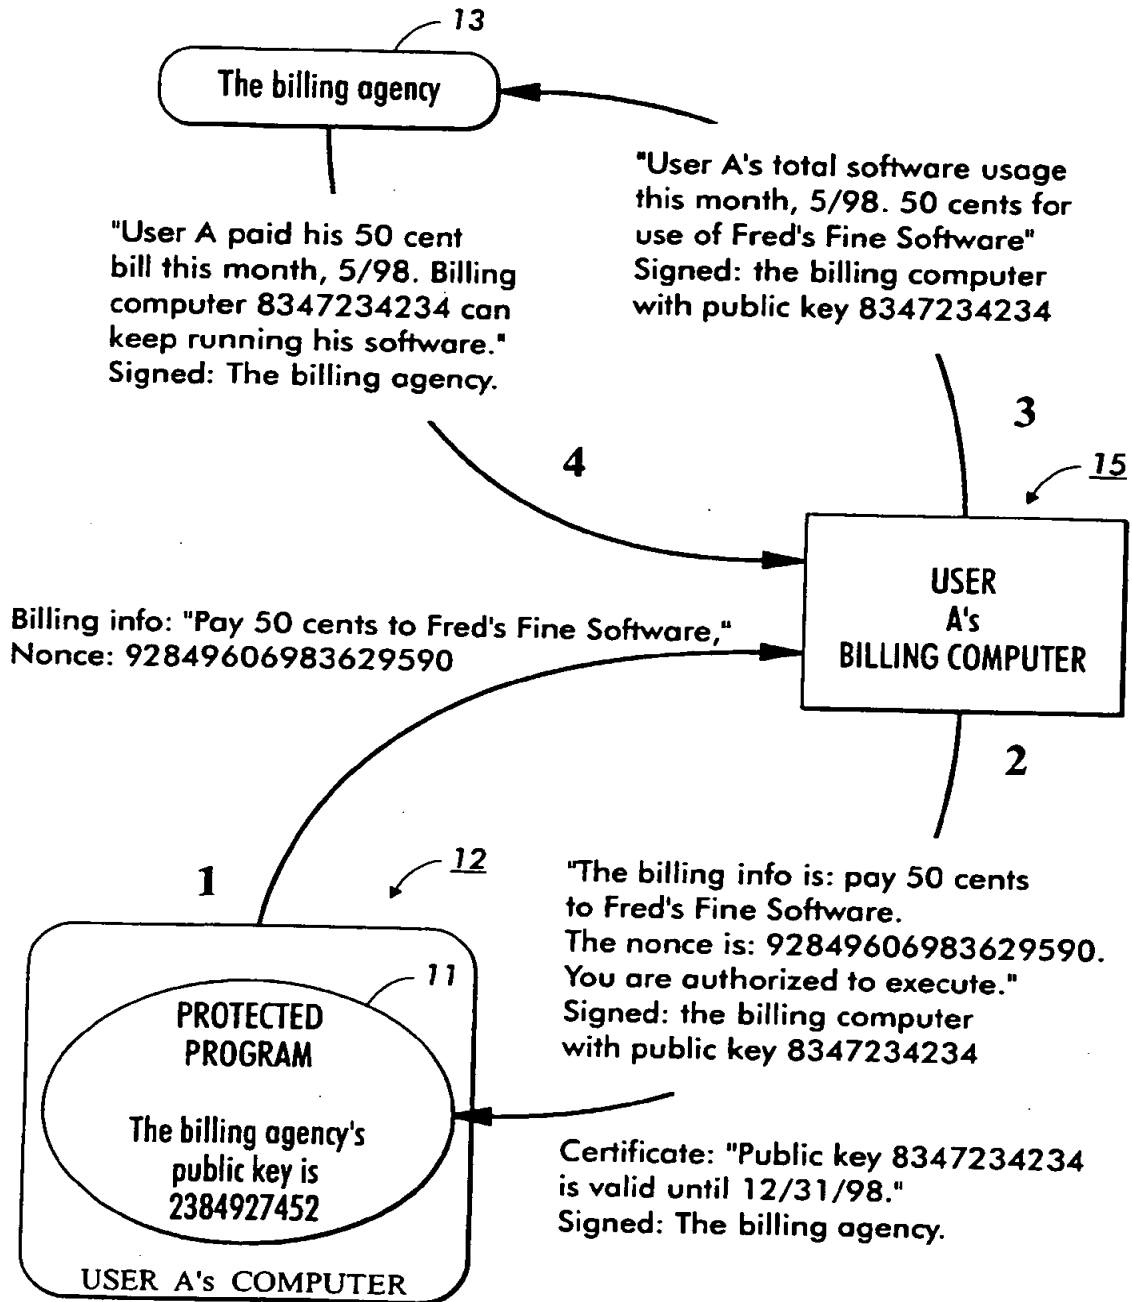 13
The billing agency
"User A's total software usage
this month, 5/98. 50 cents for
use of Fred's Fine Software"
Signed: the billing computer
with public key 8347234234
"User A paid his 50 cent
bill this month, 5/98. Billing
computer 8347234234 can
keep running his software."
Signed: The billing agency.
3
4
15
USER
A's
BILLING COMPUTER
Billing info: "Pay 50 cents to Fred's Fine Software,"
Nonce: 92849606983629590
2
1
12
"The billing info is: pay 50 cents
to Fred's Fine Software.
The nonce is: 92849606983629590.
You are authorized to execute."
Signed: the billing computer
with public key 8347234234
11
PROTECTED
PROGRAM
The billing agency's
public key is
2384927452
Certificate: "Public key 8347234234
is valid until 12/31/98."
Signed: The billing agency.
USER A's COMPUTER